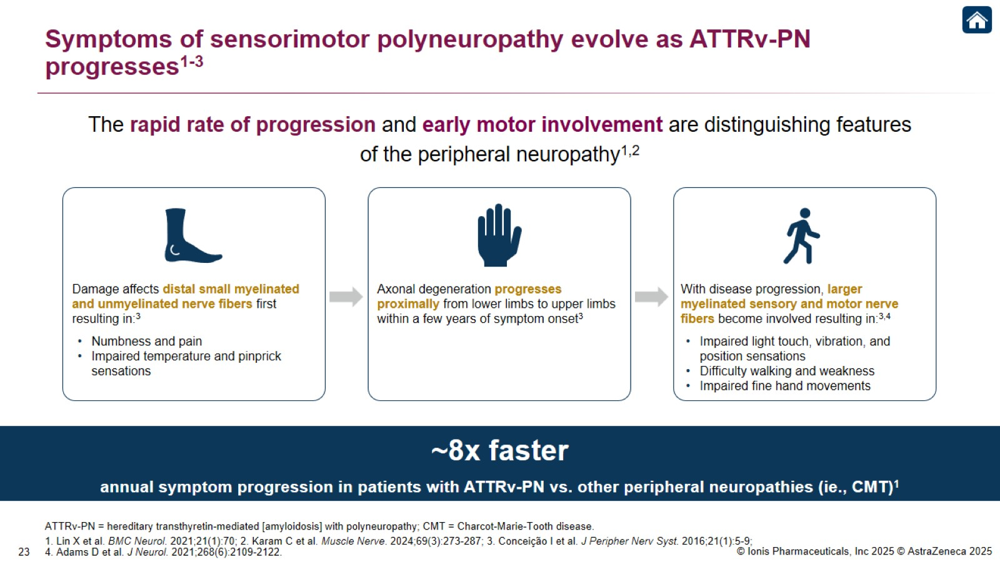 Symptoms of sensorimotor polyneuropathy evolve as ATTRv-PN
progresses1-3
The rapid rate of progression and early motor involvement are distinguishing features
of the peripheral neuropathy1,2
Damage affects distal small myelinated
and unmyelinated nerve fibers first
resulting in:3
• Numbness and pain
• Impaired temperature and pinprick
sensations
Axonal degeneration progresses
proximally from lower limbs to upper limbs
within a few years of symptom onset3
With disease progression, larger
myelinated sensory and motor nerve
fibers become involved resulting in:3,4
• Impaired light touch, vibration, and
position sensations
• Difficulty walking and weakness
• Impaired fine hand movements
~8x faster
annual symptom progression in patients with ATTRv-PN vs. other peripheral neuropathies (ie., CMT)1
ATTRv-PN = hereditary transthyretin-mediated [amyloidosis] with polyneuropathy; CMT = Charcot-Marie-Tooth disease.
1. Lin X et al. BMC Neurol. 2021;21(1):70; 2. Karam C et al. Muscle Nerve. 2024;69(3):273-287; 3. Conceição I et al. J Peripher Nerv Syst. 2016;21(1):5-9;
4. Adams D et al. J Neurol. 2021;268(6):2109-2122.
23
© Ionis Pharmaceuticals, Inc 2025 © AstraZeneca 2025